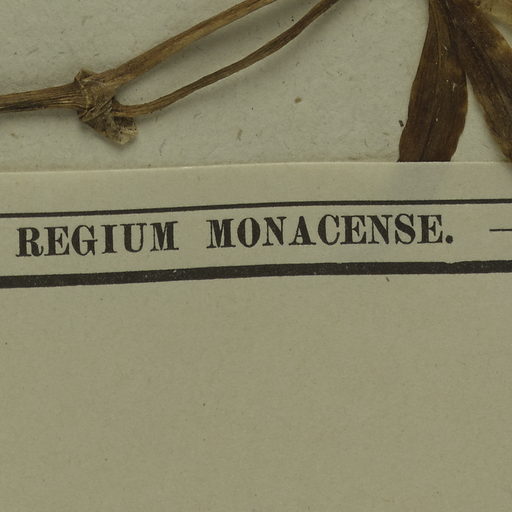 REGIUM MONACENSE. —